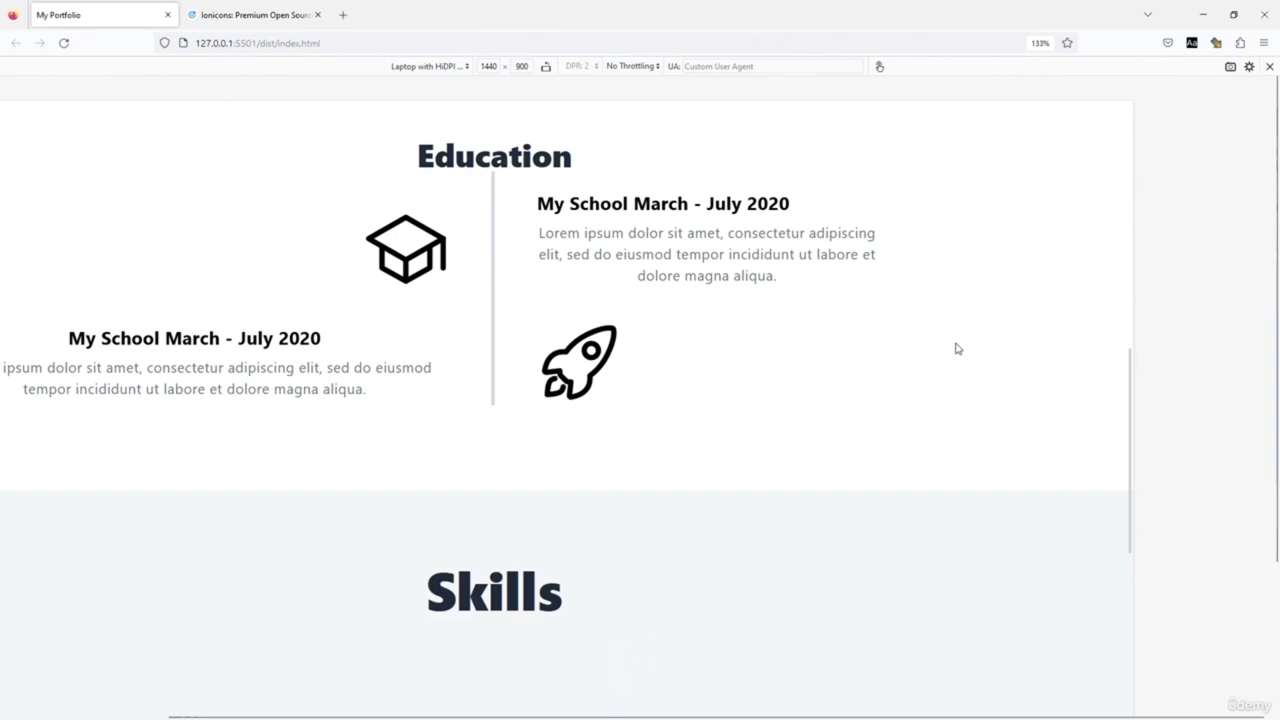 My Portfolio
Ionicons: Premium Open Sourc
127.0.0.1:5501/dist/index.html
133%
Laptop with HiDPI ... 1440 × 900 DPR: 2 No Throttling UA: Custom User Agent
Education
My School March - July 2020
Lorem ipsum dolor sit amet, consectetur adipiscing
elit, sed do eiusmod tempor incididunt ut labore et
dolore magna aliqua.
My School March - July 2020
ipsum dolor sit amet, consectetur adipiscing elit, sed do eiusmod
tempor incididunt ut labore et dolore magna aliqua.
Skills
ûdemy